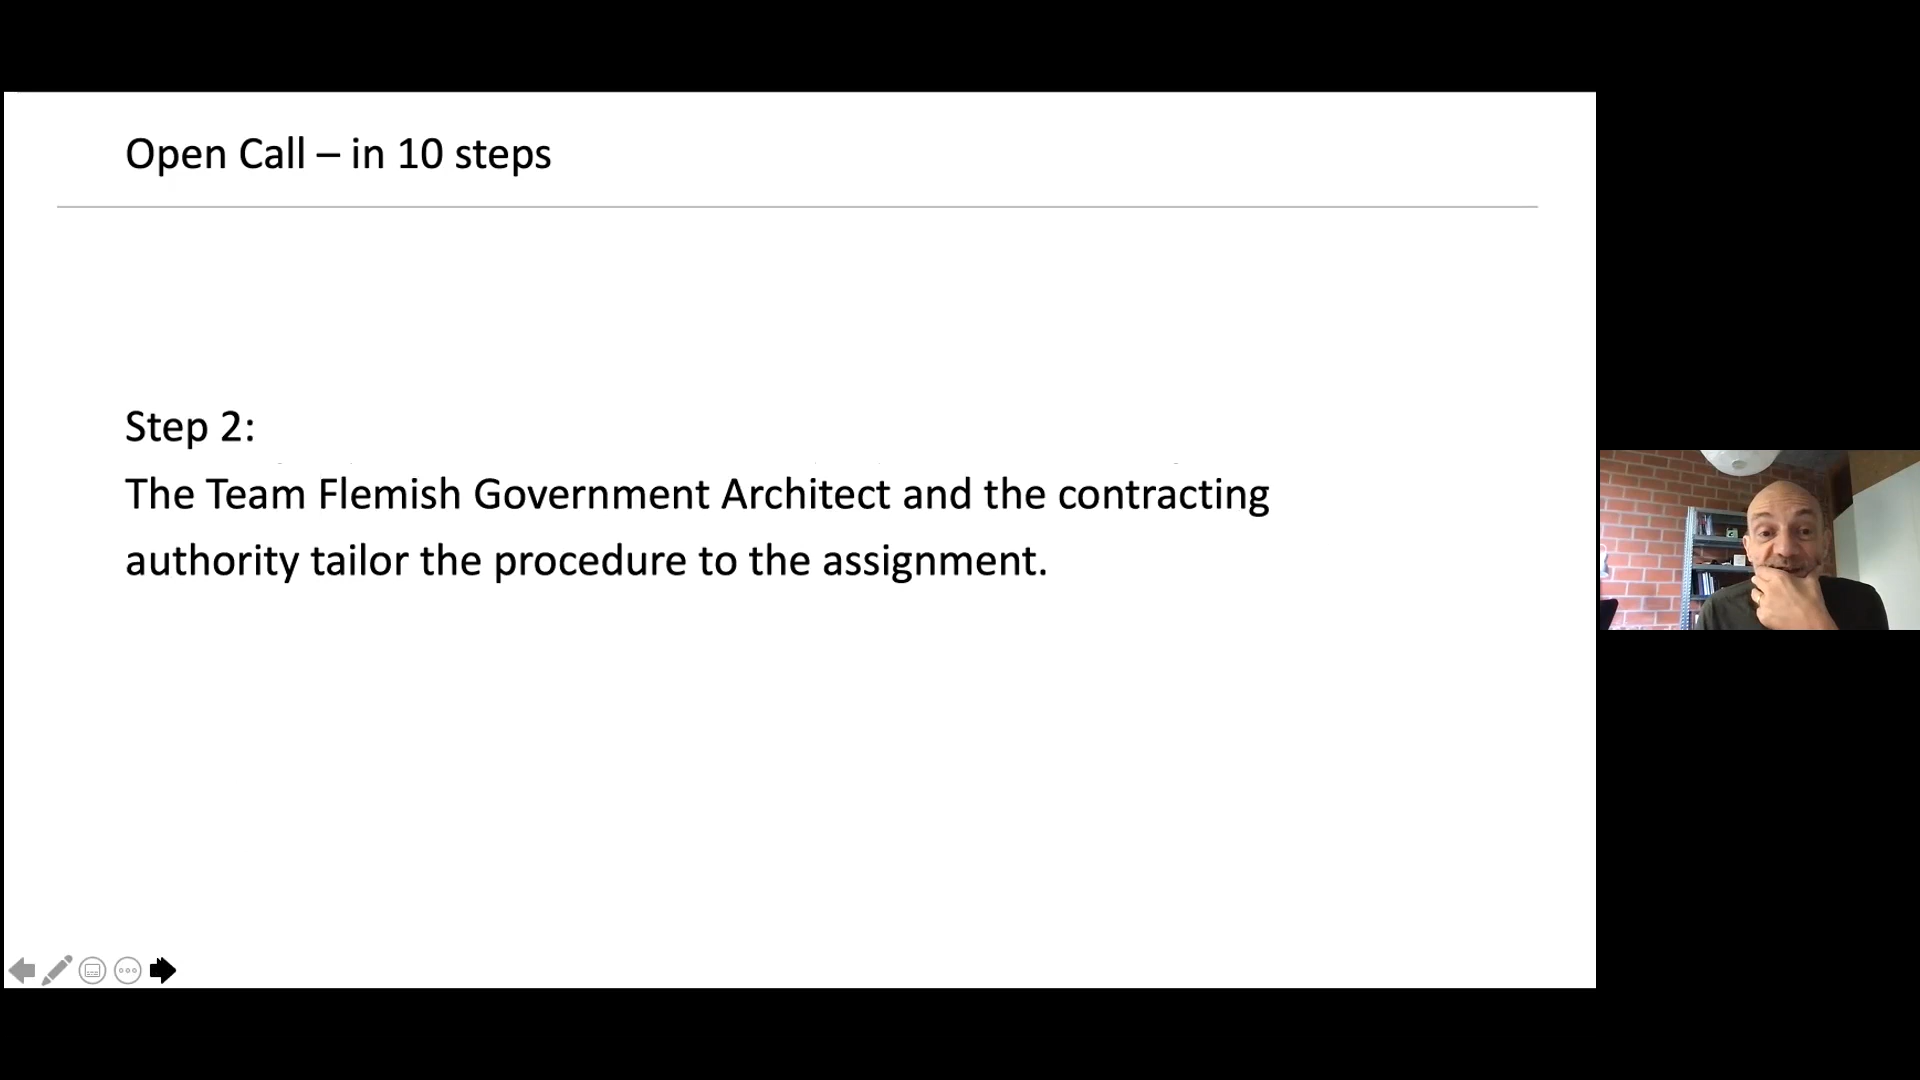 Open Call – in 10 steps
Step 2:
The Team Flemish Government Architect and the contracting
authority tailor the procedure to the assignment.